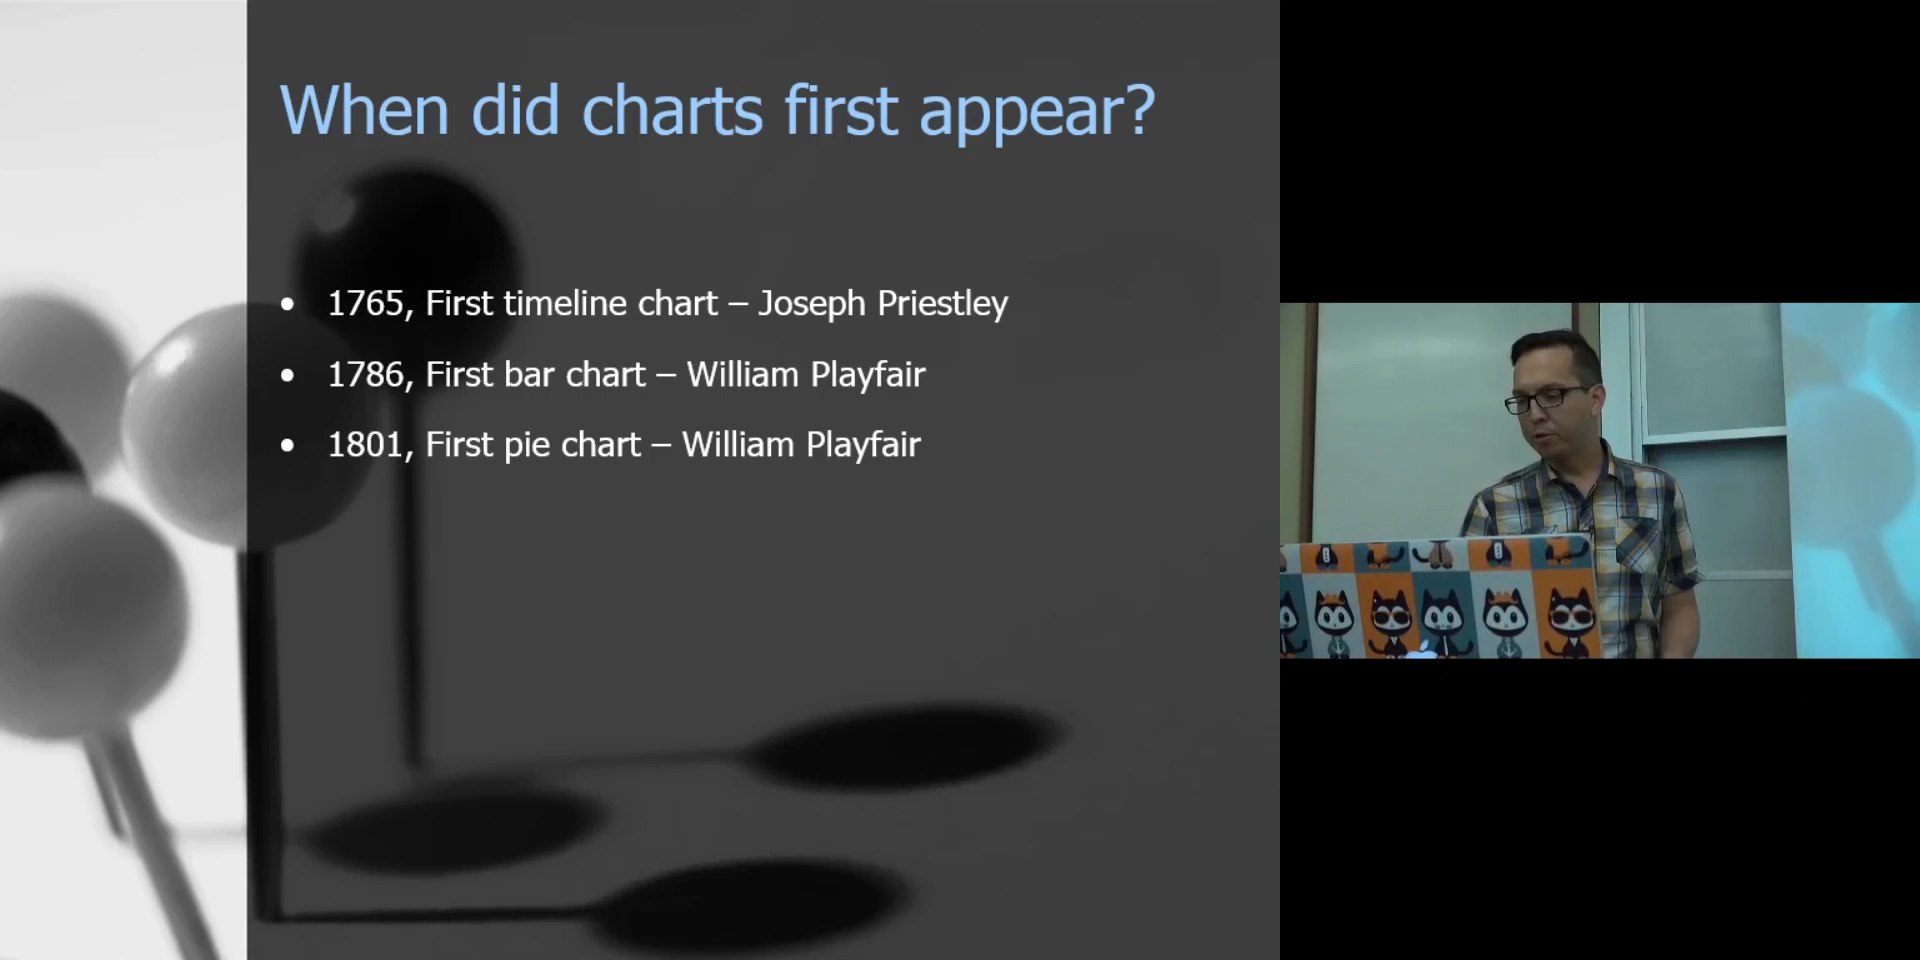 When did charts first appear?
• 1765, First timeline chart – Joseph Priestley
• 1786, First bar chart – William Playfair
• 1801, First pie chart – William Playfair